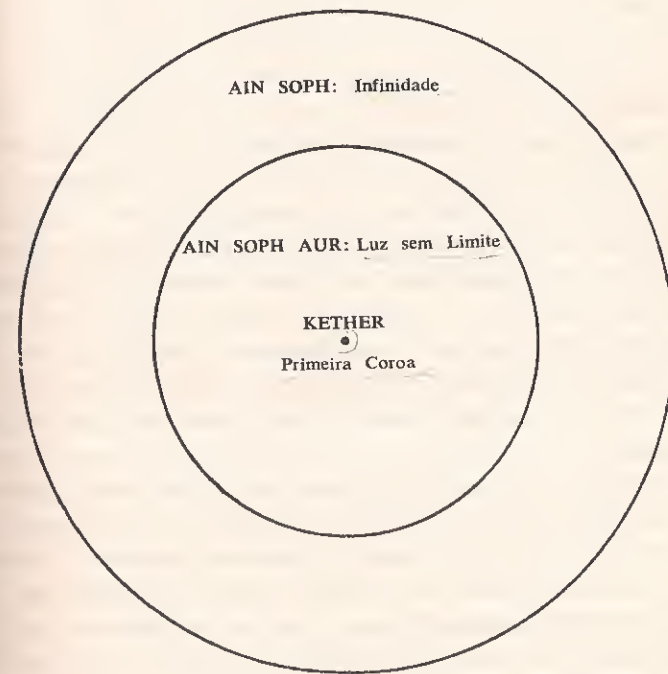 AIN SOPH: Infinidade
AIN SOPH AUR: Luz sem Limite
KETHER
Primeira Coroa